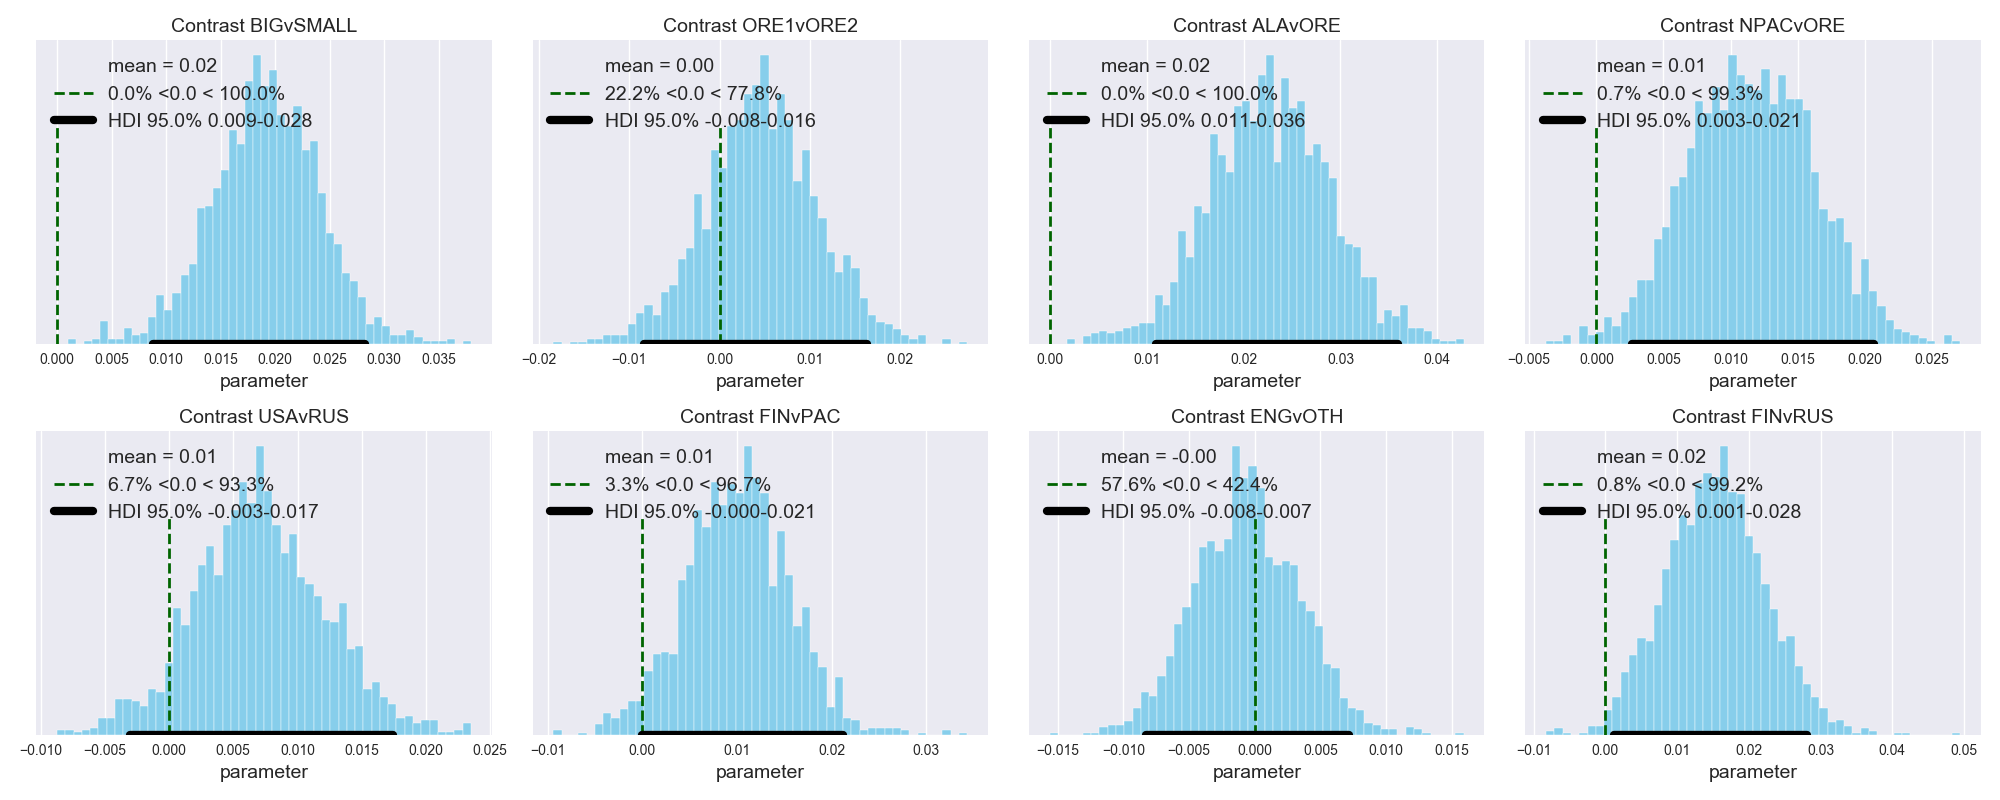 Contrast BIGvSMALL
mean = 0.02
0.0% <0.0 < 100.0%
HDI 95.0% 0.009-0.028
0.000 0.005 0.010 0.015 0.020 0.025 0.030 0.035
parameter
Contrast ORE1vORE2
mean = 0.00
22.2% <0.0 < 77.8%
HDI 95.0% -0.008-0.016
−0.02 −0.01 0.00 0.01 0.02
parameter
Contrast ALAvORE
mean = 0.02
0.0% <0.0 < 100.0%
HDI 95.0% 0.011-0.036
0.00 0.01 0.02 0.03 0.04
parameter
Contrast NPACvORE
mean = 0.01
0.7% <0.0 < 99.3%
HDI 95.0% 0.003-0.021
−0.005 0.000 0.005 0.010 0.015 0.020 0.025
parameter
Contrast USAvRUS
mean = 0.01
6.7% <0.0 < 93.3%
HDI 95.0% -0.003-0.017
−0.010 −0.005 0.000 0.005 0.010 0.015 0.020 0.025
parameter
Contrast FINvPAC
mean = 0.01
3.3% <0.0 < 96.7%
HDI 95.0% -0.000-0.021
−0.01 0.00 0.01 0.02 0.03
parameter
Contrast ENGvOTH
mean = -0.00
57.6% <0.0 < 42.4%
HDI 95.0% -0.008-0.007
−0.015 −0.010 −0.005 0.000 0.005 0.010 0.015
parameter
Contrast FINvRUS
mean = 0.02
0.8% <0.0 < 99.2%
HDI 95.0% 0.001-0.028
−0.01 0.00 0.01 0.02 0.03 0.04 0.05
parameter